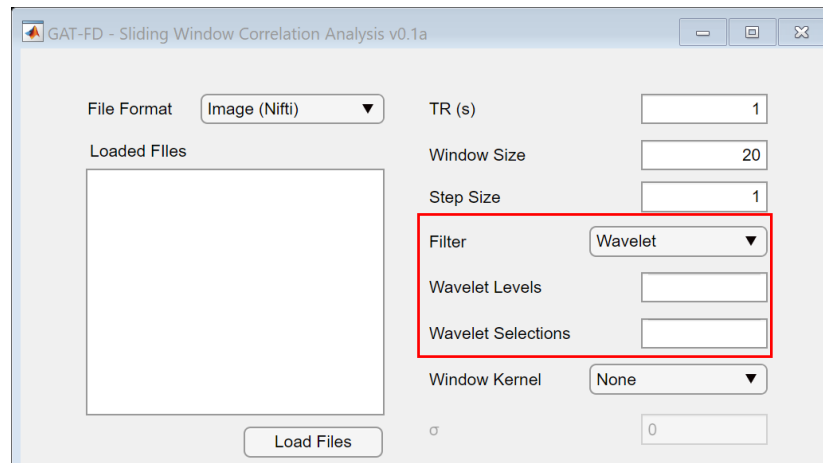 GAT-FD - Sliding Window Correlation Analysis v0.1a
File Format Image (Nifti)
Loaded FIles
Load Files
TR (s) 1
Window Size 20
Step Size 1
Filter Wavelet
Wavelet Levels
Wavelet Selections
Window Kernel None
σ 0